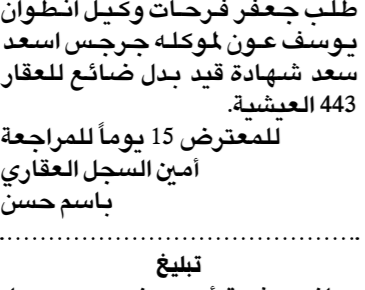 طلب جعفر فرحات وكيل انطوان
يوسف عون لموكله جرجس اسعد
سعد شهادة قيد بدل ضائع للعقار
443 العيشية.
للمعترض 15 يوماً للمراجعة
أمين السجل العقاري
باسم حسن
تبليغ